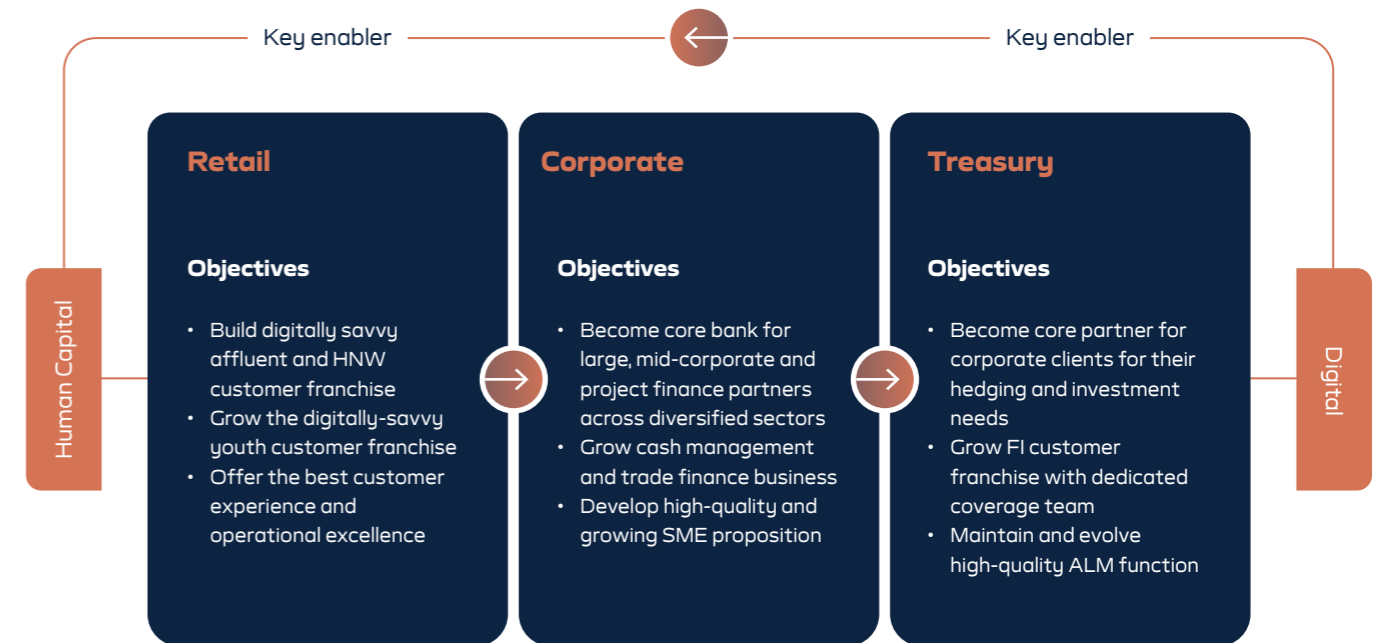 Key enabler
Key enabler
Human Capital
Retail
Objectives
• Build digitally savvy
affluent and HNW
customer franchise
• Grow the digitally-savvy
youth customer franchise
• Offer the best customer
experience and
operational excellence
Corporate
Objectives
• Become core bank for
large, mid-corporate and
project finance partners
across diversified sectors
• Grow cash management
and trade finance business
• Develop high-quality and
growing SME proposition
Treasury
Objectives
• Become core partner for
corporate clients for their
hedging and investment
needs
• Grow FI customer
franchise with dedicated
coverage team
• Maintain and evolve
high-quality ALM function
Digital